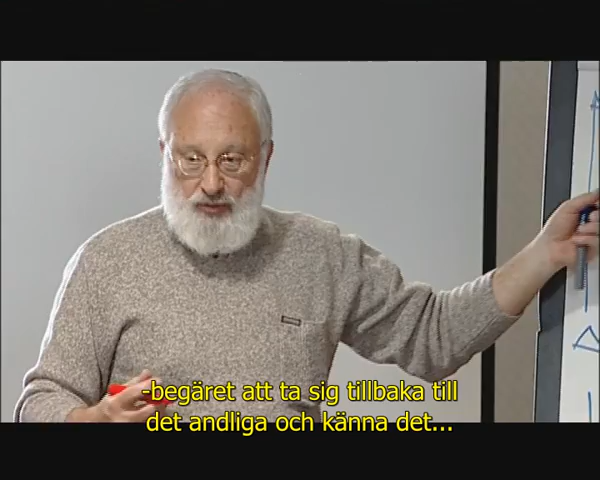 -begäret att ta sig tillbaka till
det andliga och känna det...